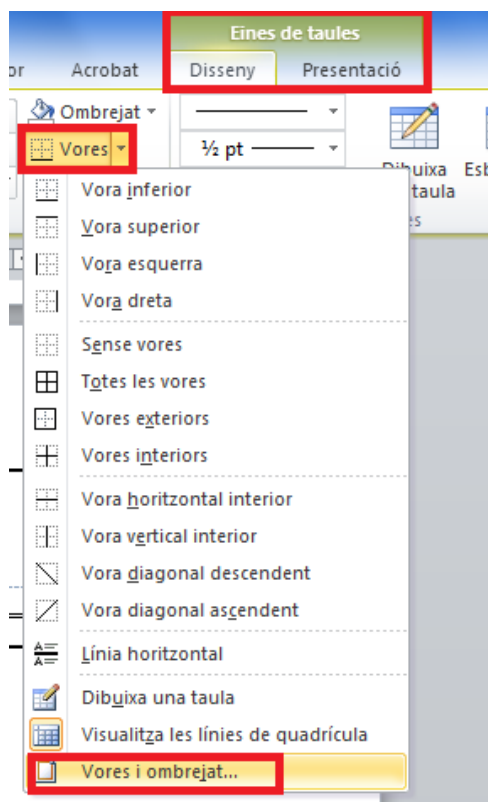 Eines de taules
or Acrobat Disseny Presentació
Ombrejat
Vores ½ pt
Dibuixa Esb
taula
Vora inferior
Vora superior
Vora esquerra
Vora dreta
Sense vores
Totes les vores
Vores exteriors
Vores interiors
Vora horitzontal interior
Vora vertical interior
Vora diagonal descendent
Vora diagonal ascendent
Línia horitzontal
Dibuixa una taula
Visualitza les línies de quadrícula
Vores i ombrejat...